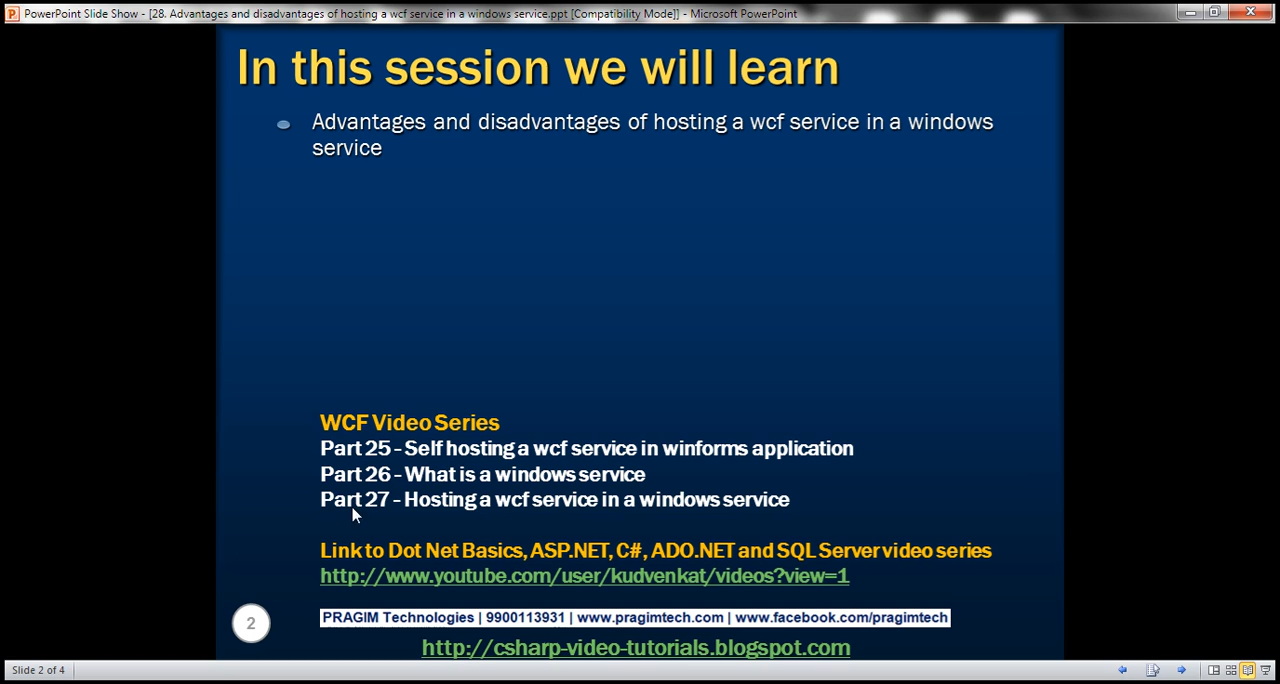 PowerPoint Slide Show - [28. Advantages and disadvantages of hosting a wcf service in a windows service.ppt [Compatibility Mode]] - Microsoft PowerPoint
In this session we will learn
Advantages and disadvantages of hosting a wcf service in a windows
service
WCF Video Series
Part 25 - Self hosting a wcf service in winforms application
Part 26 - What is a windows service
Part 27 - Hosting a wcf service in a windows service
Link to Dot Net Basics, ASP.NET, C#, ADO.NET and SQL Server video series
http://www.youtube.com/user/kudvenkat/videos?view=1
2
PRAGIM Technologies | 9900113931 | www.pragimtech.com | www.facebook.com/pragimtech
http://csharp-video-tutorials.blogspot.com
Slide 2 of 4